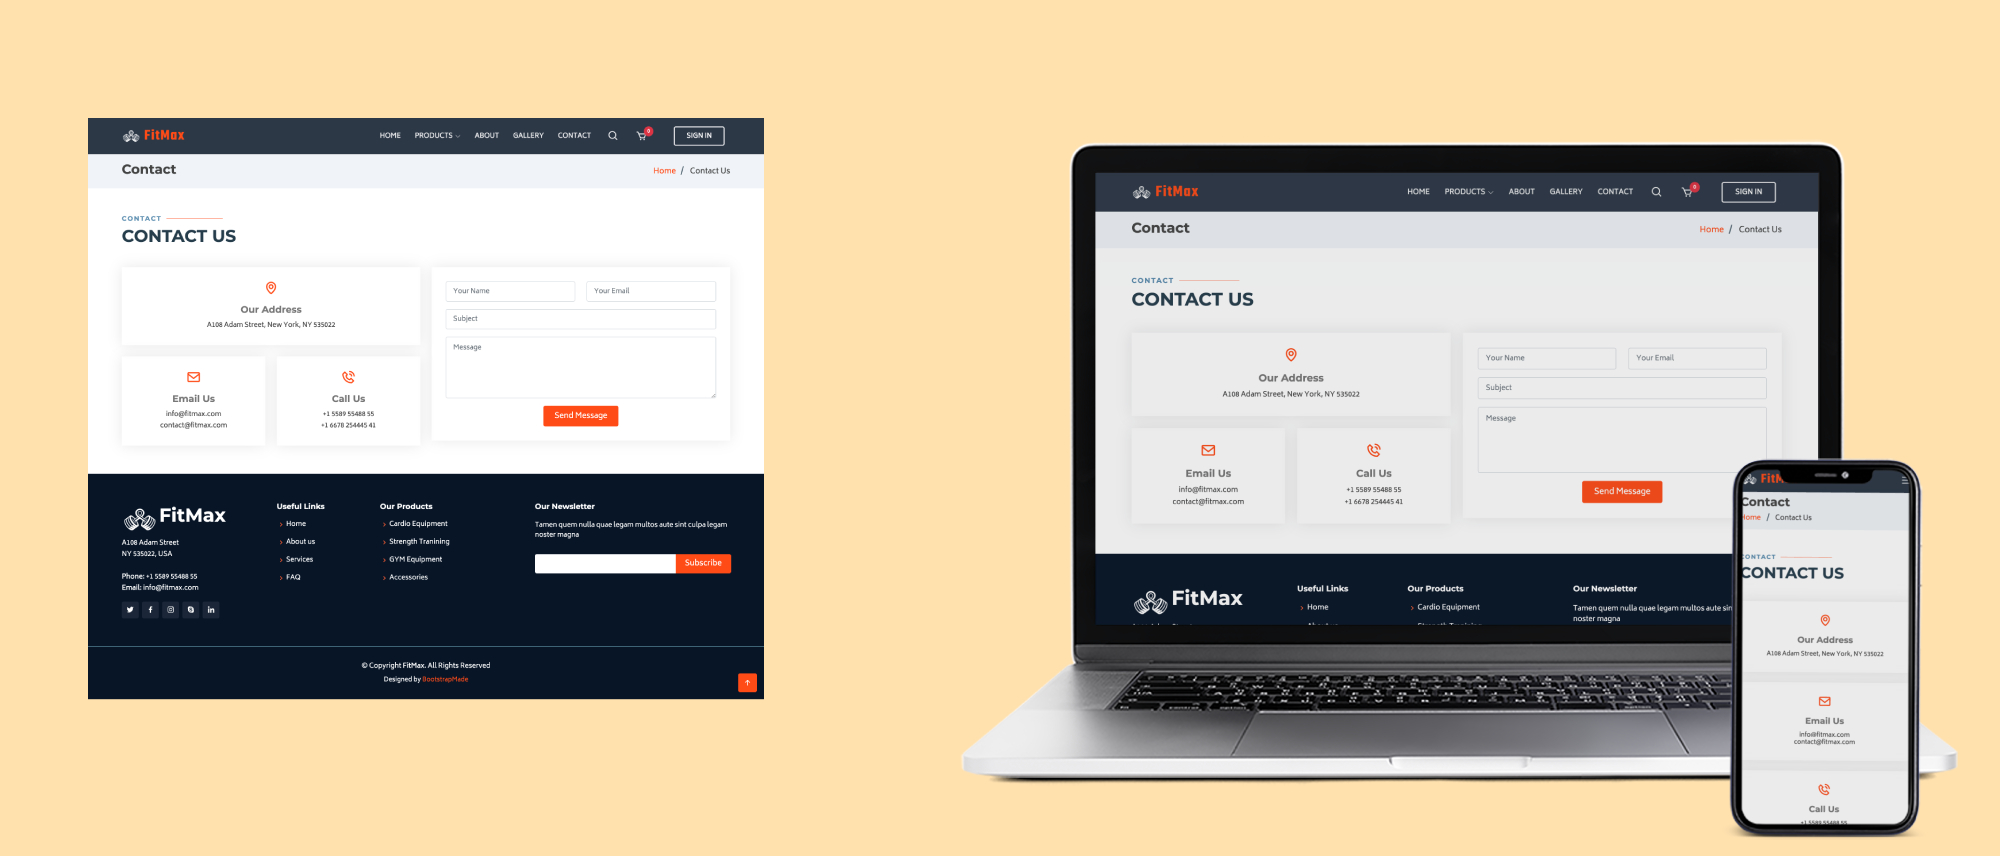 FitMax
HOME PRODUCTS ABOUT GALLERY CONTACT 0 SIGN IN
Contact
Home / Contact Us
CONTACT
CONTACT US
Our Address
A108 Adam Street, New York, NY 535022
Email Us
info@fitmax.com
contact@fitmax.com
Call Us
+1 5589 55488 55
+1 6678 254445 41
Your Name
Your Email
Subject
Message
Send Message
FitMax
A108 Adam Street
NY 535022, USA
Phone: +1 5589 55488 55
Email: info@fitmax.com
Useful Links
Home
About us
Services
FAQ
Our Products
Cardio Equipment
Strength Tranining
GYM Equipment
Accessories
Our Newsletter
Tamen quem nulla quae legam multos aute sint culpa legam
noster magna
Subscribe
© Copyright FitMax. All Rights Reserved
Designed by BootstrapMade
FitMax
HOME PRODUCTS ABOUT GALLERY CONTACT 0 SIGN IN
Contact
Home / Contact Us
CONTACT
CONTACT US
Our Address
A108 Adam Street, New York, NY 535022
Email Us
info@fitmax.com
contact@fitmax.com
Call Us
+1 5589 55488 55
+1 6678 254445 41
Your Name
Your Email
Subject
Message
Send Message
FitMax
Useful Links
Home
Our Products
Cardio Equipment
Our Newsletter
Tamen quem nulla quae legam multos aute
noster magna
Contact
Home / Contact Us
CONTACT
CONTACT US
Our Address
A108 Adam Street, New York, NY 535022
Email Us
info@fitmax.com
contact@fitmax.com
Call Us
+1 5589 55488 55